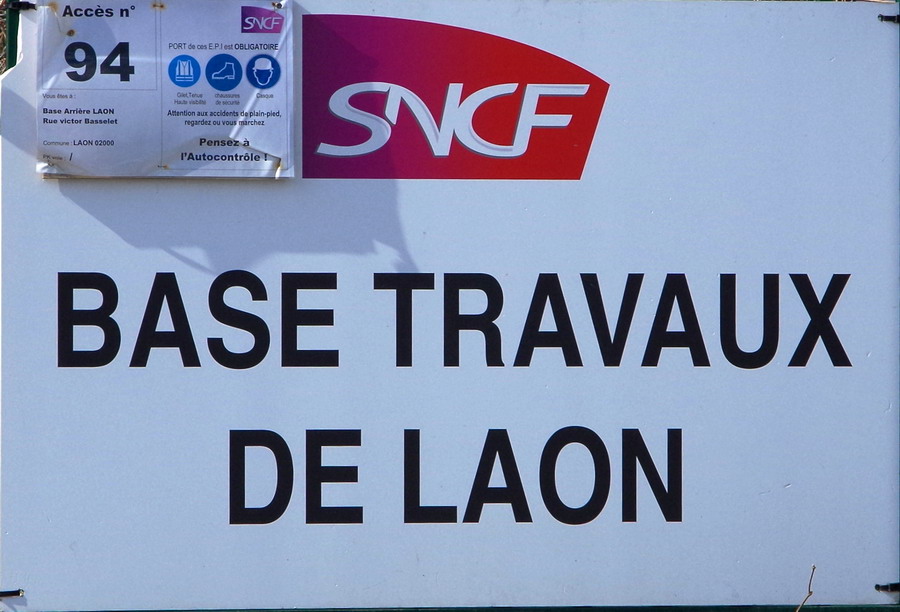 Accès n°
94
SNCF
PORT de ces E.P.I est OBLIGATOIRE
Gilet,Tenue
Haute visibilité
chaussures
de sécurité
Casque
Vous êtes à :
Base Arrière LAON
Rue victor Basselet
Commune : LAON 02000
/
Attention aux accidents de plain-pied,
regardez ou vous marchez
Pensez à
l'Autocontrôle !
SNCF
BASE TRAVAUX
DE LAON